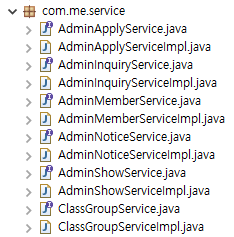 com.me.service
AdminApplyService.java
AdminApplyServiceImpl.java
AdminInquiryService.java
AdminInquiryServiceImpl.java
AdminMemberService.java
AdminMemberServiceImpl.java
AdminNoticeService.java
AdminNoticeServiceImpl.java
AdminShowService.java
AdminShowServiceImpl.java
ClassGroupService.java
ClassGroupServiceImpl.java